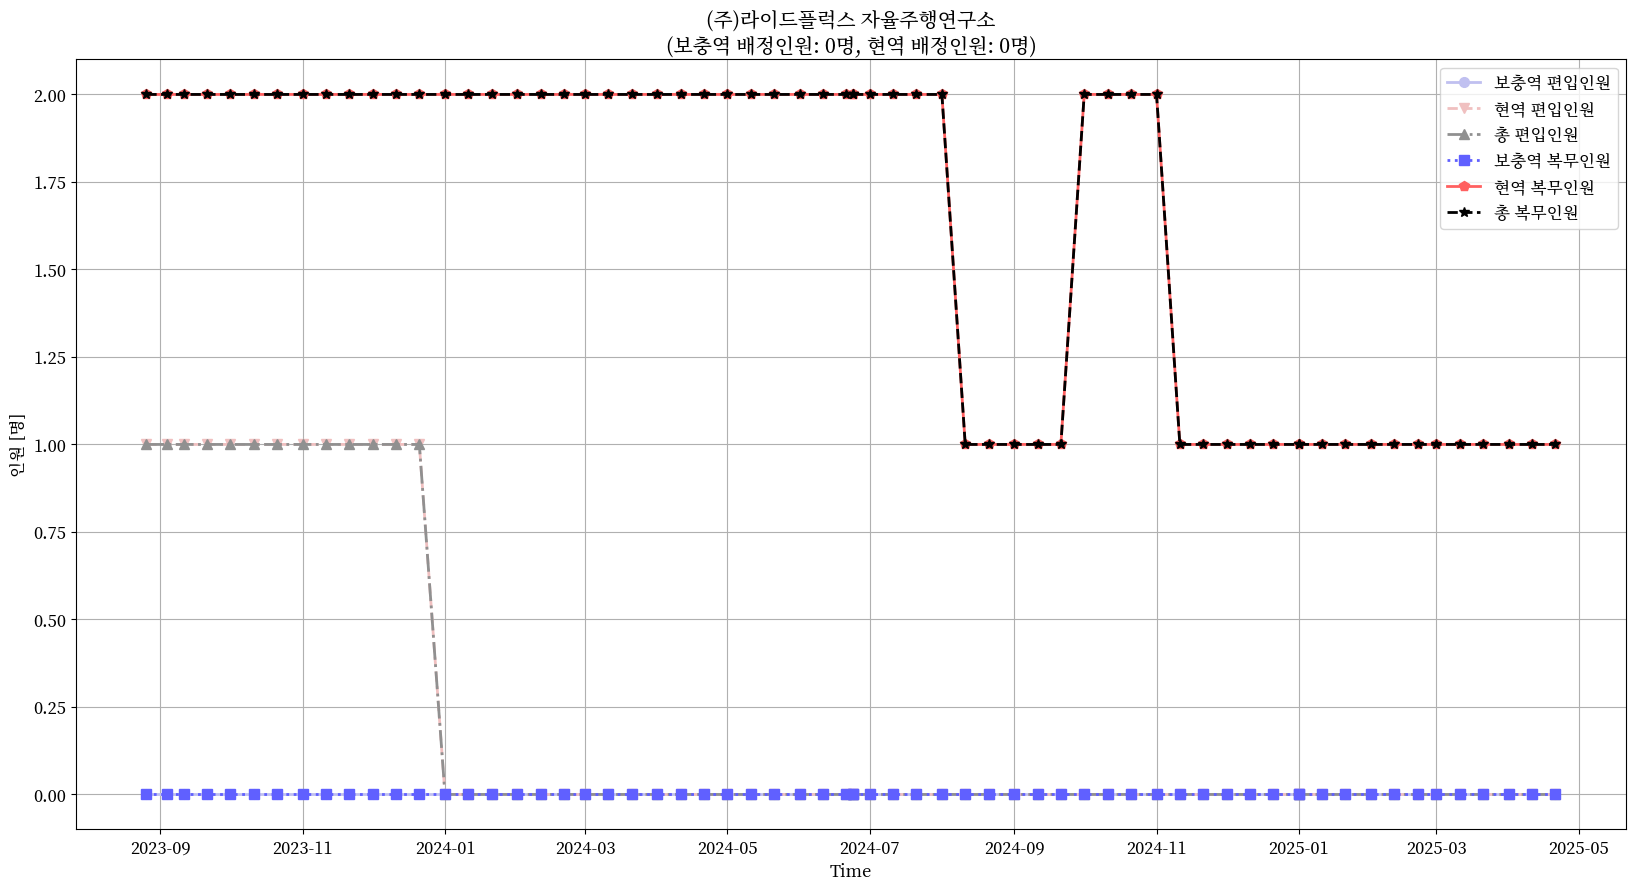 (주)라이드플럭스 자율주행연구소
(보충역 배정인원: 0명, 현역 배정인원: 0명)
보충역 편입인원
현역 편입인원
총 편입인원
보충역 복무인원
현역 복무인원
총 복무인원
인원 [명]
2.00
1.75
1.50
1.25
1.00
0.75
0.50
0.25
0.00
2023-09 2023-11 2024-01 2024-03 2024-05 2024-07 2024-09 2024-11 2025-01 2025-03 2025-05
Time